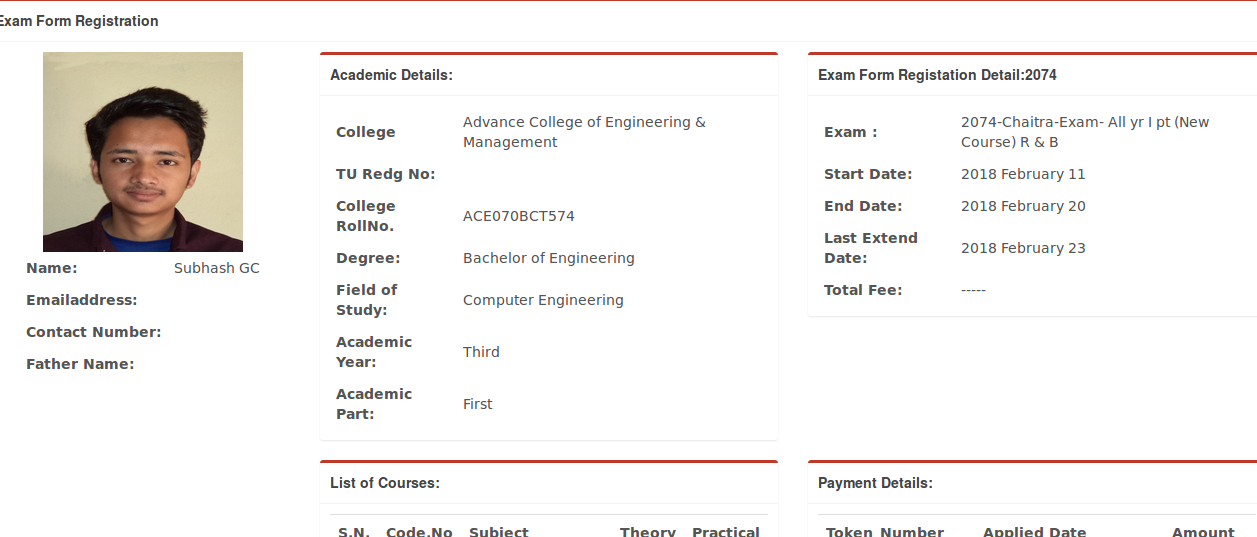 Exam Form Registration
Name: Subhash GC
Emailaddress:
Contact Number:
Father Name:
Academic Details:
College Advance College of Engineering &
Management
TU Redg No:
College
RollNo. ACE070BCT574
Degree: Bachelor of Engineering
Field of
Study: Computer Engineering
Academic
Year: Third
Academic
Part: First
Exam Form Registation Detail:2074
Exam : 2074-Chaitra-Exam- All yr I pt (New
Course) R & B
Start Date: 2018 February 11
End Date: 2018 February 20
Last Extend
Date: 2018 February 23
Total Fee: -----
List of Courses:
S.N. Code.No Subject Theory Practical
Payment Details:
Token Number Applied Date Amount